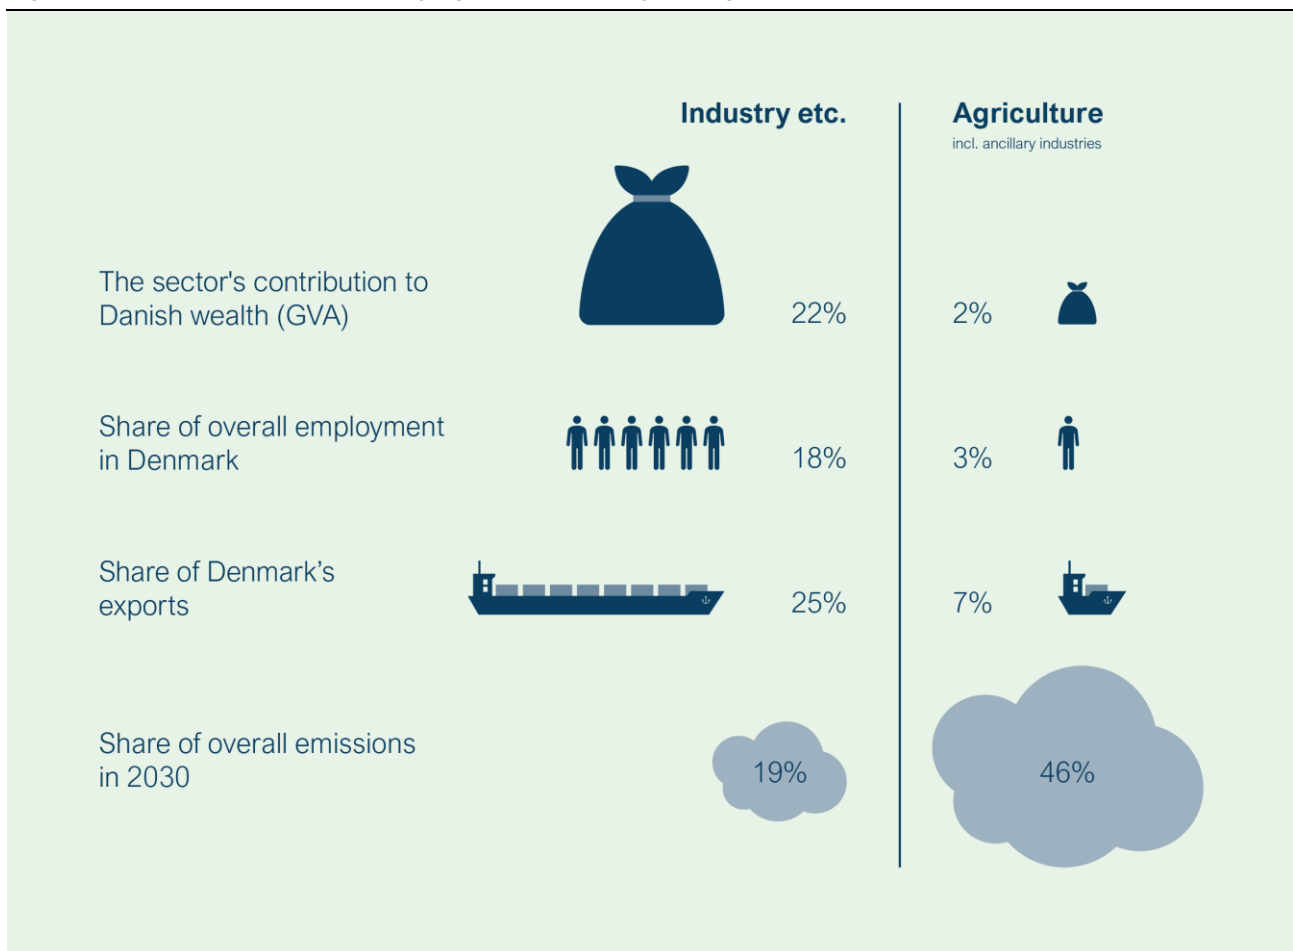 Industry etc.
Agriculture
incl. ancillary industries
The sector's contribution to
Danish wealth (GVA)
22%
2%
Share of overall employment
in Denmark
18%
3%
Share of Denmark’s
exports
25%
7%
Share of overall emissions
in 2030
19%
46%